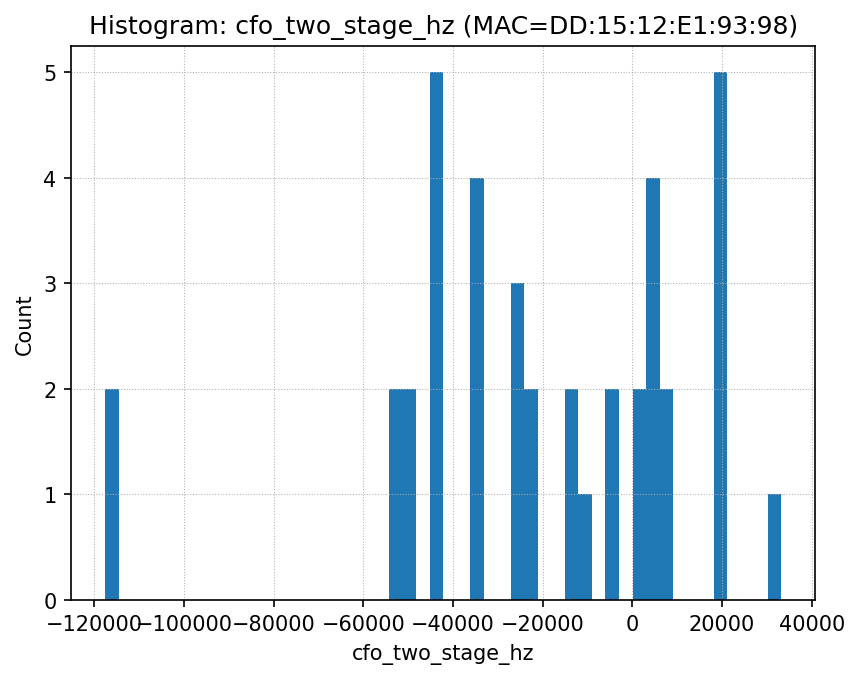 Histogram: cfo_two_stage_hz (MAC=DD:15:12:E1:93:98)
Count
5
4
3
2
1
0
−120000 −100000 −80000 −60000 −40000 −20000 0 20000 40000
cfo_two_stage_hz